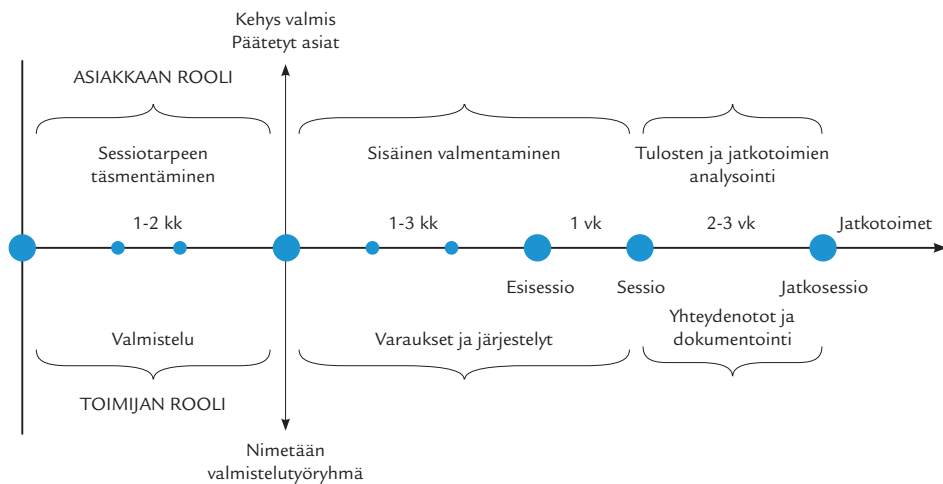 Kehys valmis
Päätetyt asiat
ASIAKKAAN ROOLI
Sessiotarpeen
täsmentäminen
Sisäinen valmentaminen
Tulosten ja jatkotoimien
analysointi
1-2 kk
1-3 kk
1 vk
2-3 vk
Jatkotoimet
Esisessio
Sessio
Jatkosessio
Valmistelu
Varaukset ja järjestelyt
Yhteydenotot ja
dokumentointi
TOIMIJAN ROOLI
Nimetään
valmistelutyöryhmä